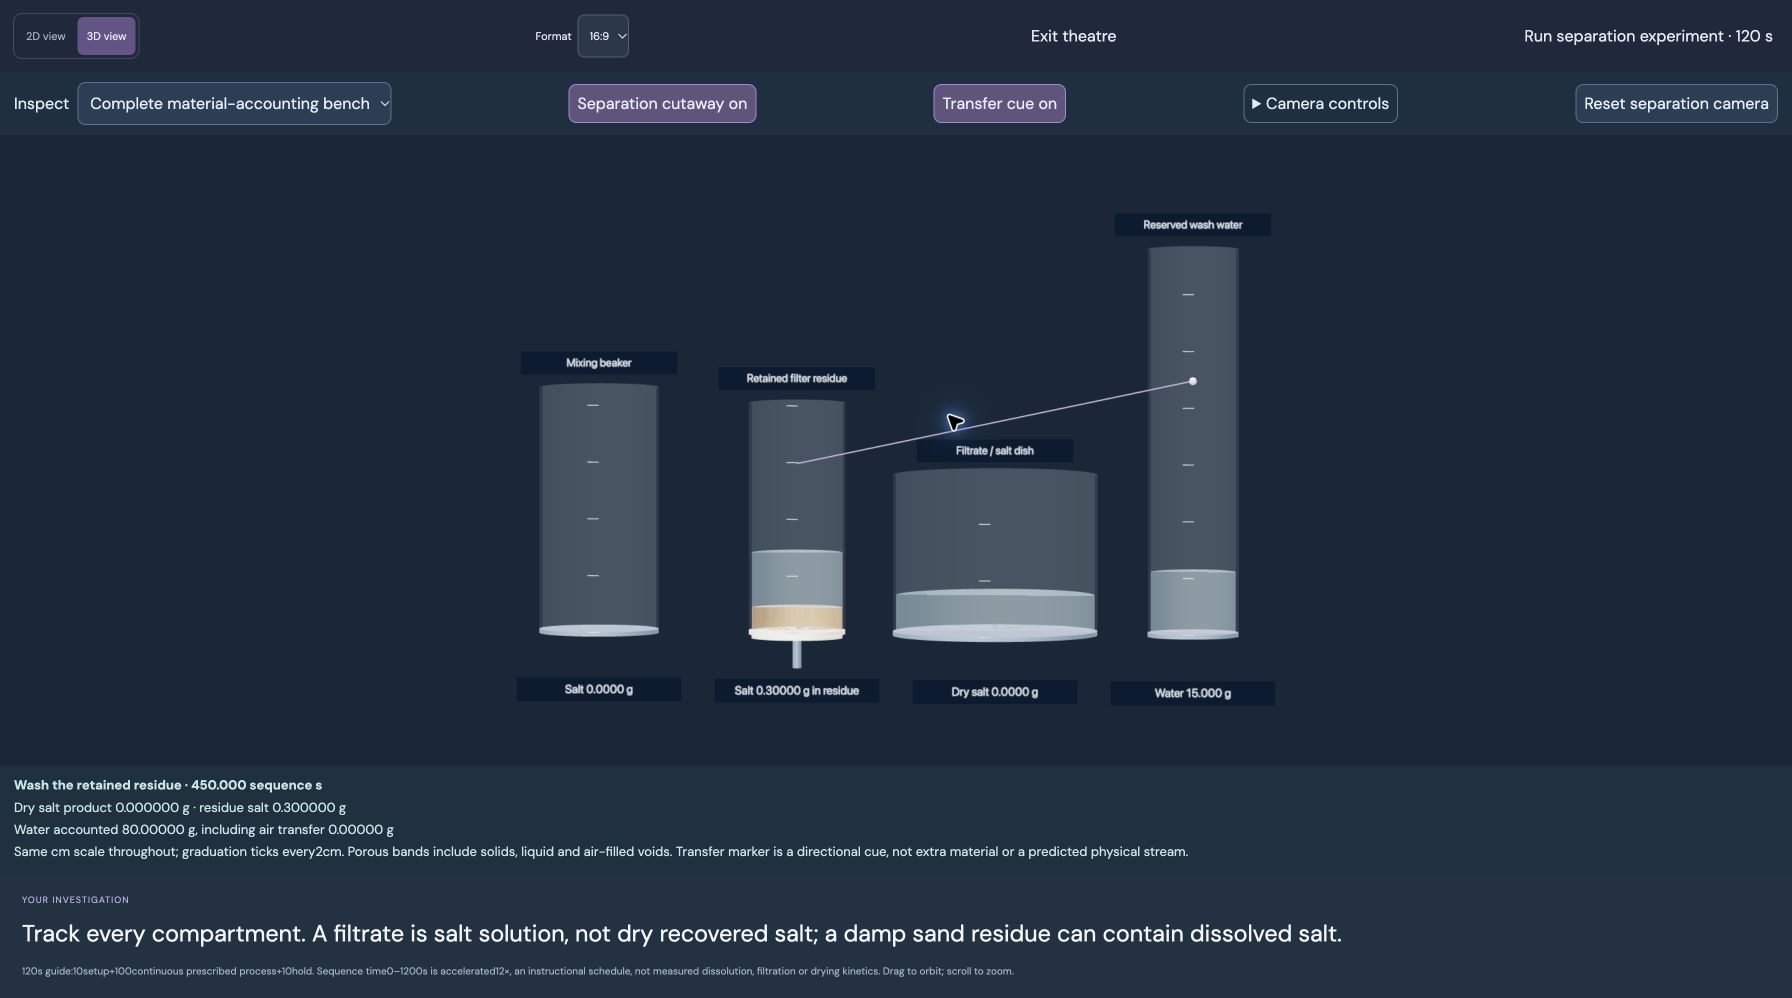 2D view
3D view
Format
16:9
Exit theatre
Run separation experiment · 120 s
Inspect
Complete material-accounting bench
Separation cutaway on
Transfer cue on
Camera controls
Reset separation camera
Reserved wash water
Mixing beaker
Retained filter residue
Filtrate / salt dish
Salt 0.0000 g
Salt 0.30000 g in residue
Dry salt 0.0000 g
Water 15.000 g
Wash the retained residue · 450.000 sequence s
Dry salt product 0.000000 g · residue salt 0.300000 g
Water accounted 80.00000 g, including air transfer 0.00000 g
Same cm scale throughout; graduation ticks every2cm. Porous bands include solids, liquid and air-filled voids. Transfer marker is a directional cue, not extra material or a predicted physical stream.
YOUR INVESTIGATION
Track every compartment. A filtrate is salt solution, not dry recovered salt; a damp sand residue can contain dissolved salt.
120s guide:10setup+100continuous prescribed process+10hold. Sequence time0–1200s is accelerated12×, an instructional schedule, not measured dissolution, filtration or drying kinetics. Drag to orbit; scroll to zoom.